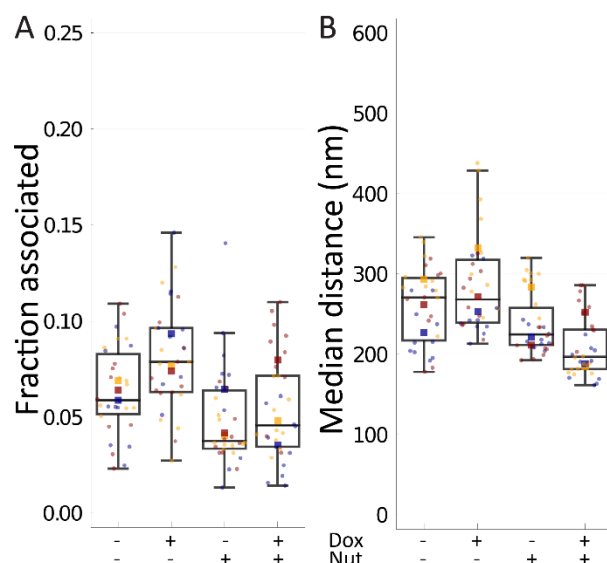 A
B
Fraction associated
0.25
0.20
0.15
0.10
0.05
0.00
Median distance (nm)
600
500
400
300
200
100
0
- + - + Dox - + - +
- - + + Nut - - + +